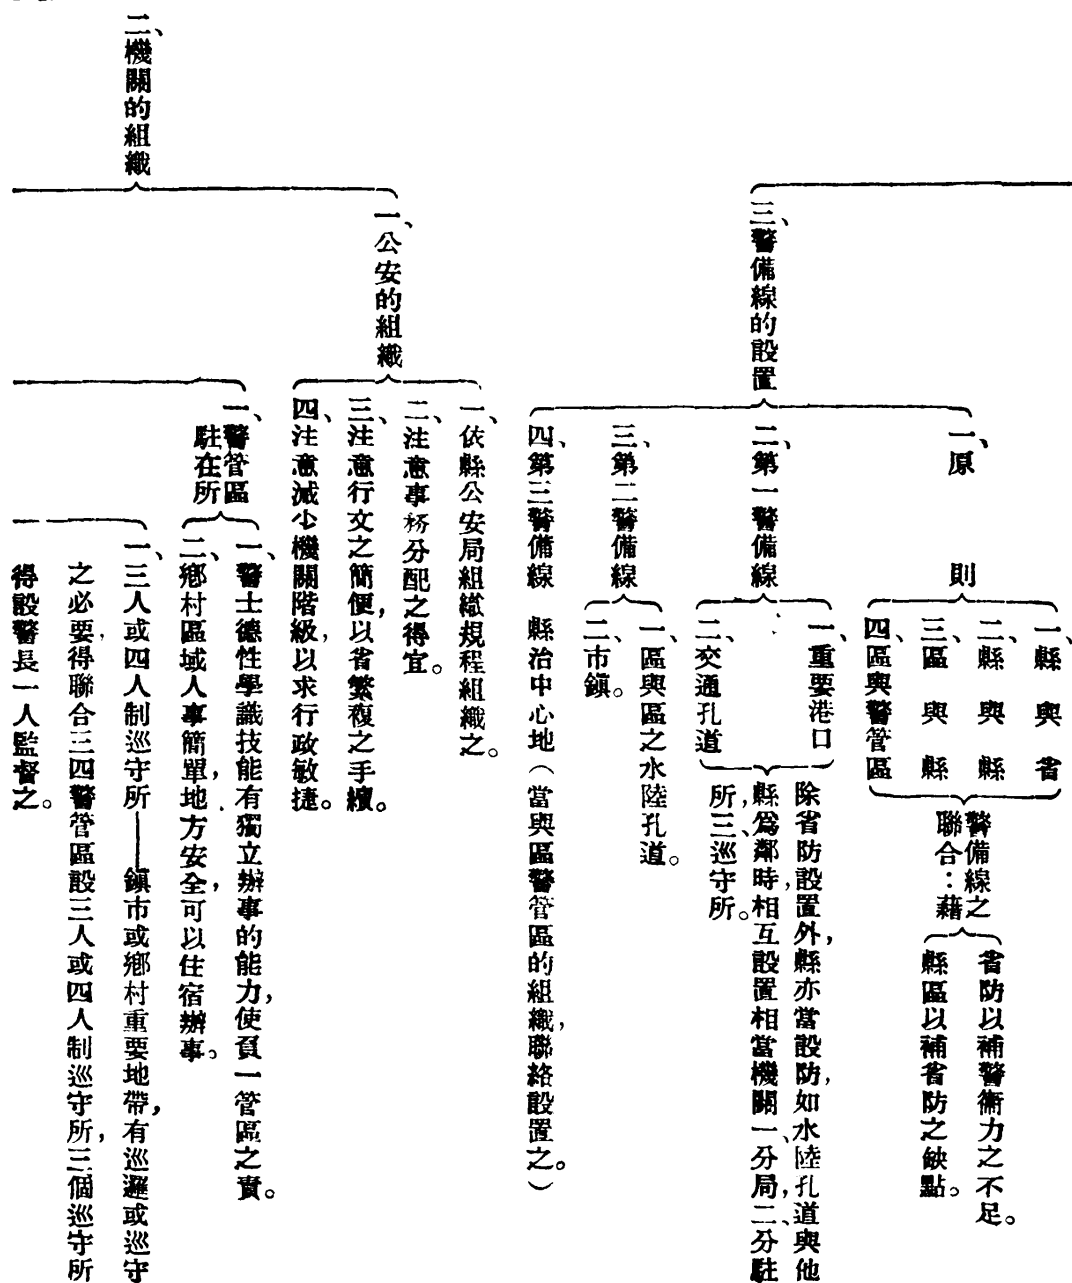 三、警備線的設置
一、原則
一、縣與省
二、縣與縣
三、區與縣
四、區與警管區
警備線之
聯合：藉
省防以補警衛力之不足。
縣區以補省防之缺點。
二、第一警備線
一、重要港口
二、交通孔道
除省防設置外，縣亦當設防，如水陸孔道與他
縣爲鄰時，相互設置相當機關一、分局，二、分駐
所，三、巡守所。
三、第二警備線
一、區與區之水陸孔道。
二、市鎮。
四、第三警備線　縣治中心地（當與區警管區的組織，聯絡設置之。）
二、機關的組織
一、公安的組織
一、依縣公安局組織規程組織之。
二、注意事務分配之得宜。
三、注意行文之簡便，以省繁複之手續。
四、注意減少機關階級，以求行政敏捷。
一、警管區
駐在所
一、警士德性學識技能有獨立辦事的能力，使負一管區之責。
二、鄉村區域人事簡單，地方安全，可以住宿辦事。
一、三人或四人制巡守所——鎮市或鄉村重要地帶，有巡邏或巡守
之必要，得聯合三四警管區設三人或四人制巡守所，三個巡守所
得設警長一人監督之。